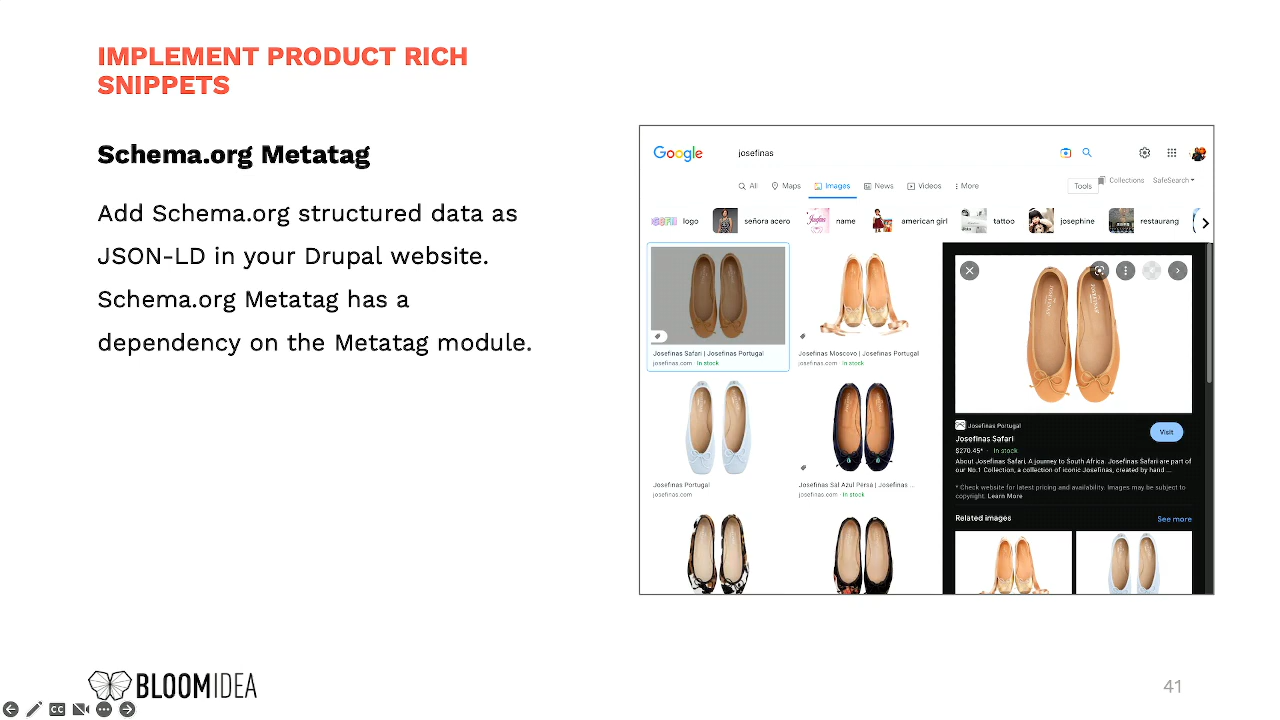 IMPLEMENT PRODUCT RICH
SNIPPETS
Schema.org Metatag
Add Schema.org structured data as
JSON-LD in your Drupal website.
Schema.org Metatag has a
dependency on the Metatag module.
Google
josefinas
All Maps Images News Videos More
Tools Collections SafeSearch
logo señora acero name american girl tattoo josephine restaurang
Josefinas Safari | Josefinas Portugal
josefinas.com · In stock
Josefinas Moscovo | Josefinas Portugal
josefinas.com · In stock
Josefinas Portugal
josefinas.com
Josefinas Sal Azul Persa | Josefinas ...
josefinas.com · In stock
Josefinas Portugal
Visit
Josefinas Safari
$270.45* · In stock
About Josefinas Safari. A journey to South Africa. Josefinas Safari are part of
our No.1 Collection, a collection of iconic Josefinas, created by hand ...
* Check website for latest pricing and availability. Images may be subject to
copyright. Learn More
Related images See more
BLOOMIDEA
41
CC